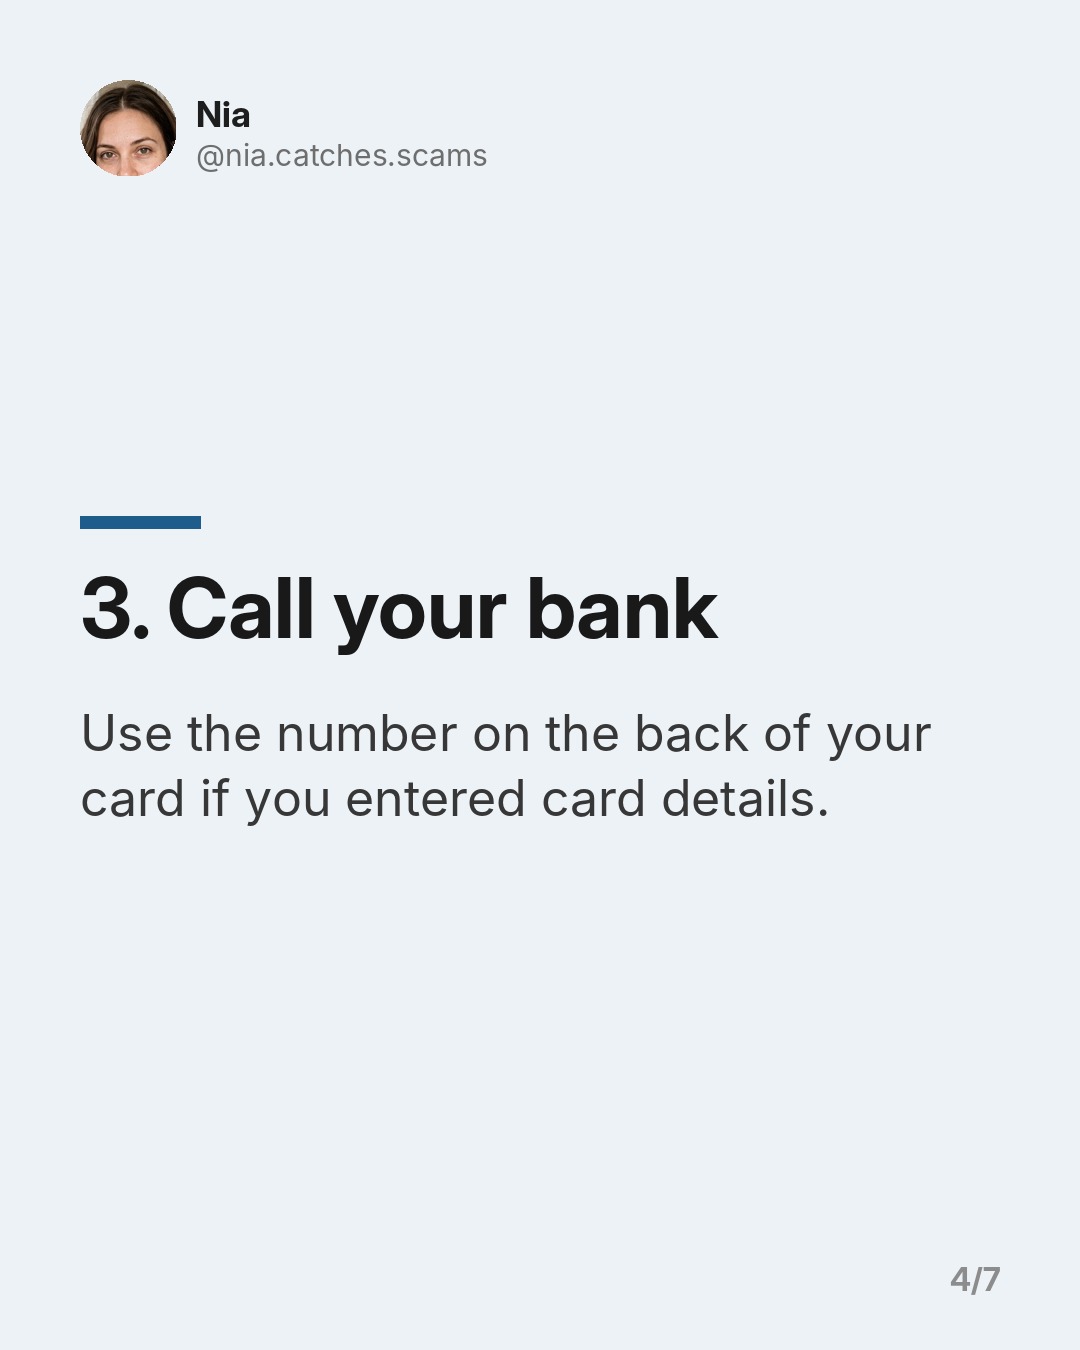 Nia
@nia.catches.scams
3. Call your bank
Use the number on the back of your
card if you entered card details.
4/7